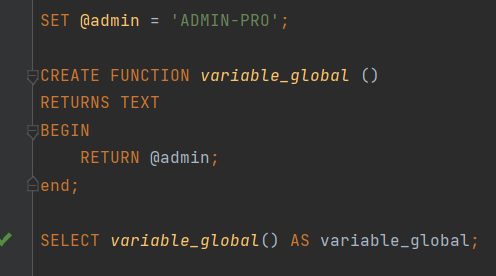 SET @admin = 'ADMIN-PRO';
CREATE FUNCTION variable_global ()
RETURNS TEXT
BEGIN
    RETURN @admin;
end;
SELECT variable_global() AS variable_global;